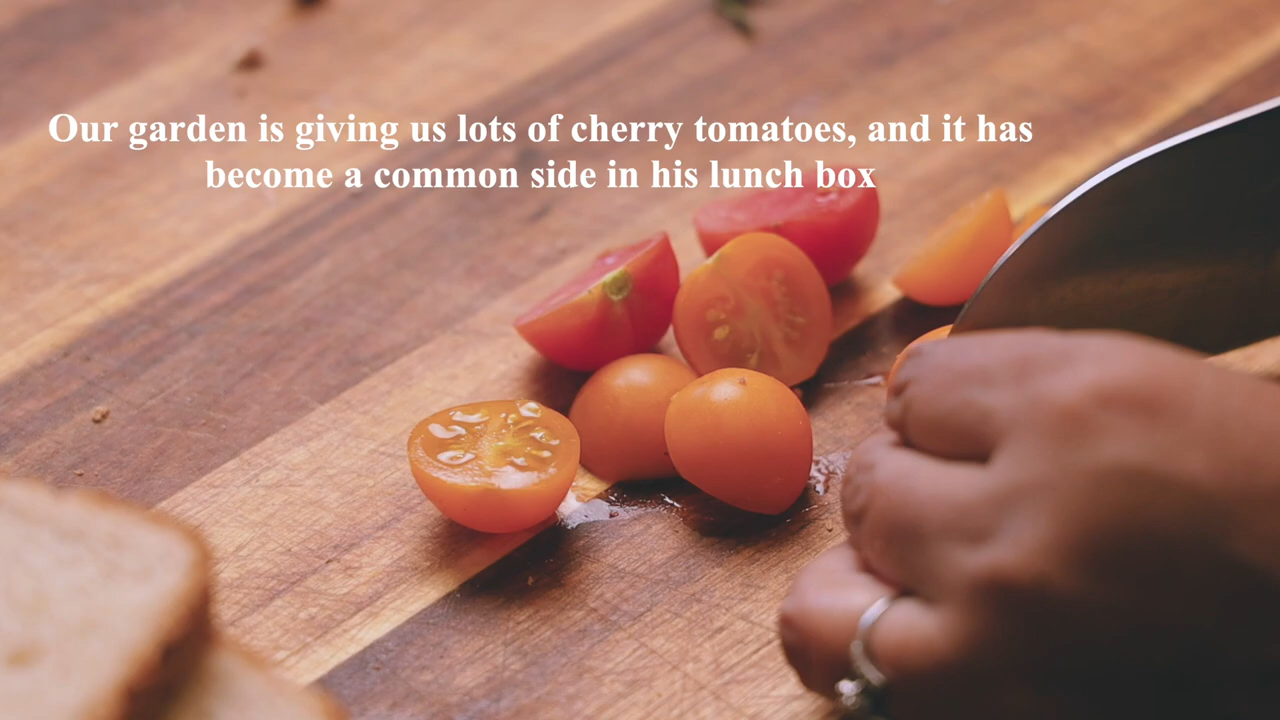 Our garden is giving us lots of cherry tomatoes, and it has
become a common side in his lunch box